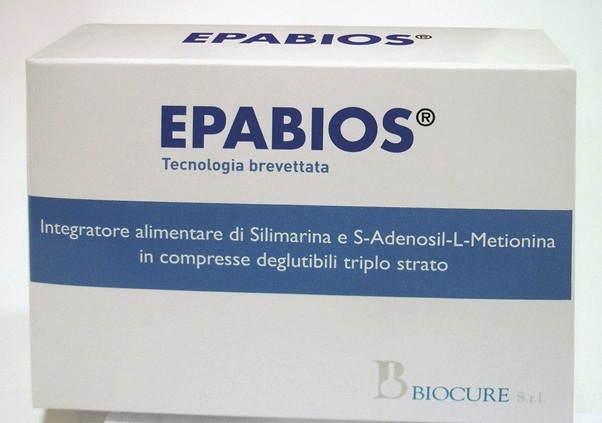 EPABIOS®
EPABIOS®
Tecnologia brevettata
Integratore alimentare di Silimarina e S-Adenosil-L-Metionina
in compresse deglutibili triplo strato
B BIOCURE S.r.l.